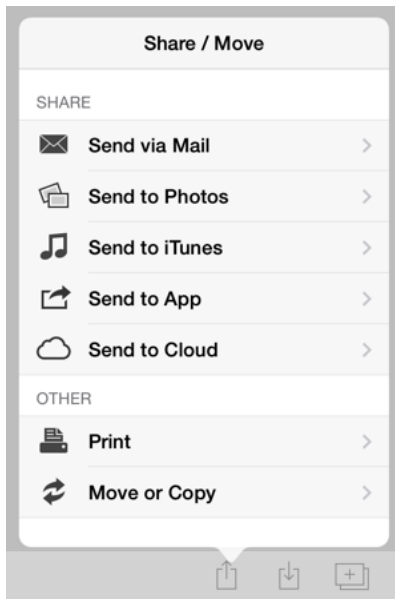 Share / Move
SHARE
Send via Mail
Send to Photos
Send to iTunes
Send to App
Send to Cloud
OTHER
Print
Move or Copy